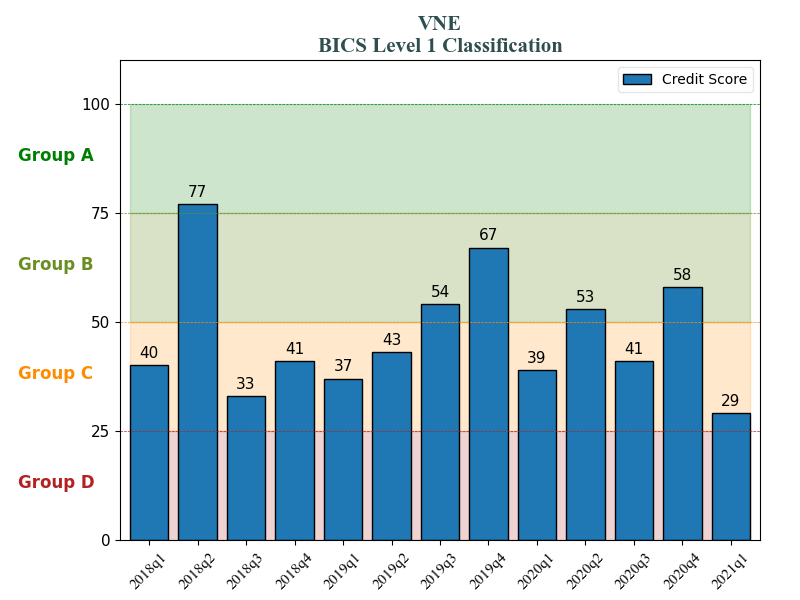 VNE
BICS Level 1 Classification
Credit Score
100
Group A
77
75
67
Group B
58
54
53
50
43
41
41
40
39
37
Group C
33
29
25
Group D
0
2018q1 2018q2 2018q3 2018q4 2019q1 2019q2 2019q3 2019q4 2020q1 2020q2 2020q3 2020q4 2021q1